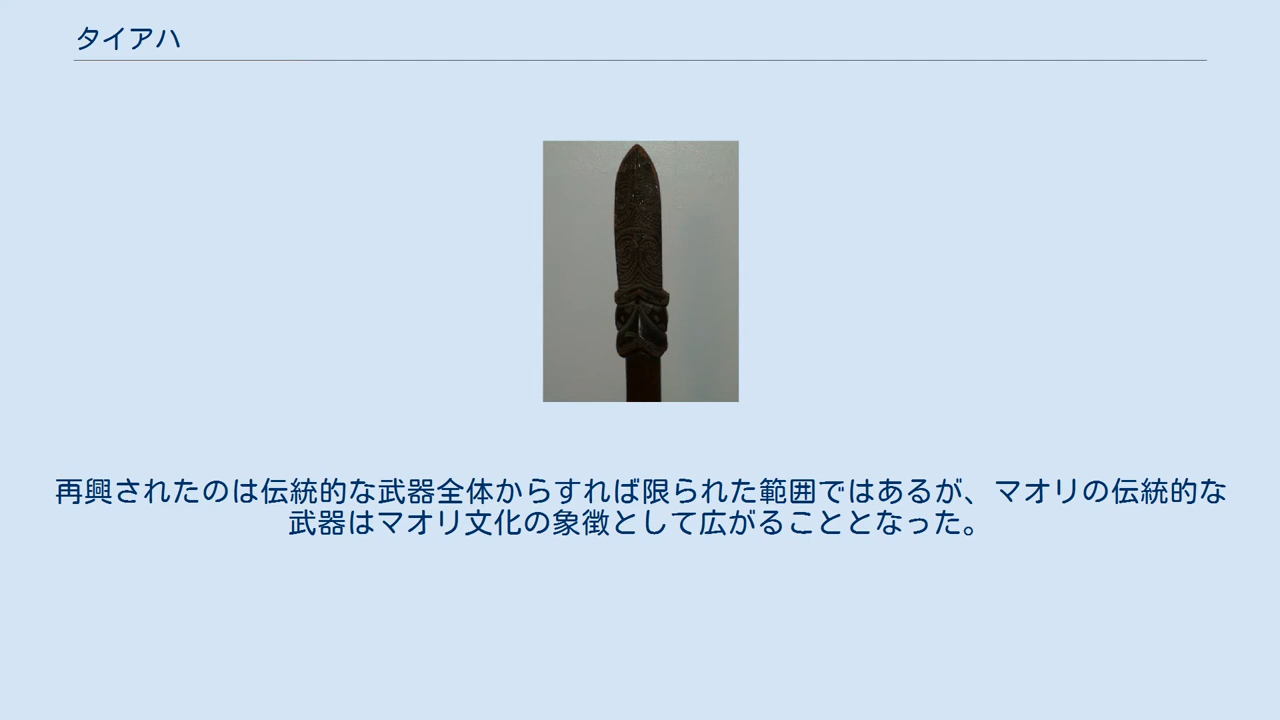 タイアハ
再興されたのは伝統的な武器全体からすれば限られた範囲ではあるが、マオリの伝統的な
武器はマオリ文化の象徴として広がることとなった。